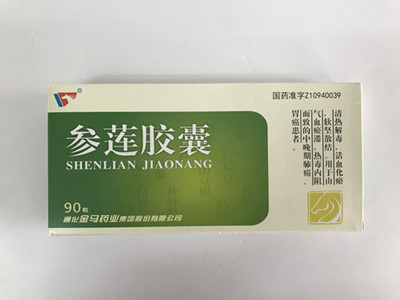 国药准字Z10940039
参莲胶囊
SHENLIAN JIAONANG
90粒
通化金马药业集团股份有限公司
清热解毒，活血化瘀
，软坚散结。用于由
气血瘀滞，热毒内阻
而致的中晚期肺癌、
胃癌患者。